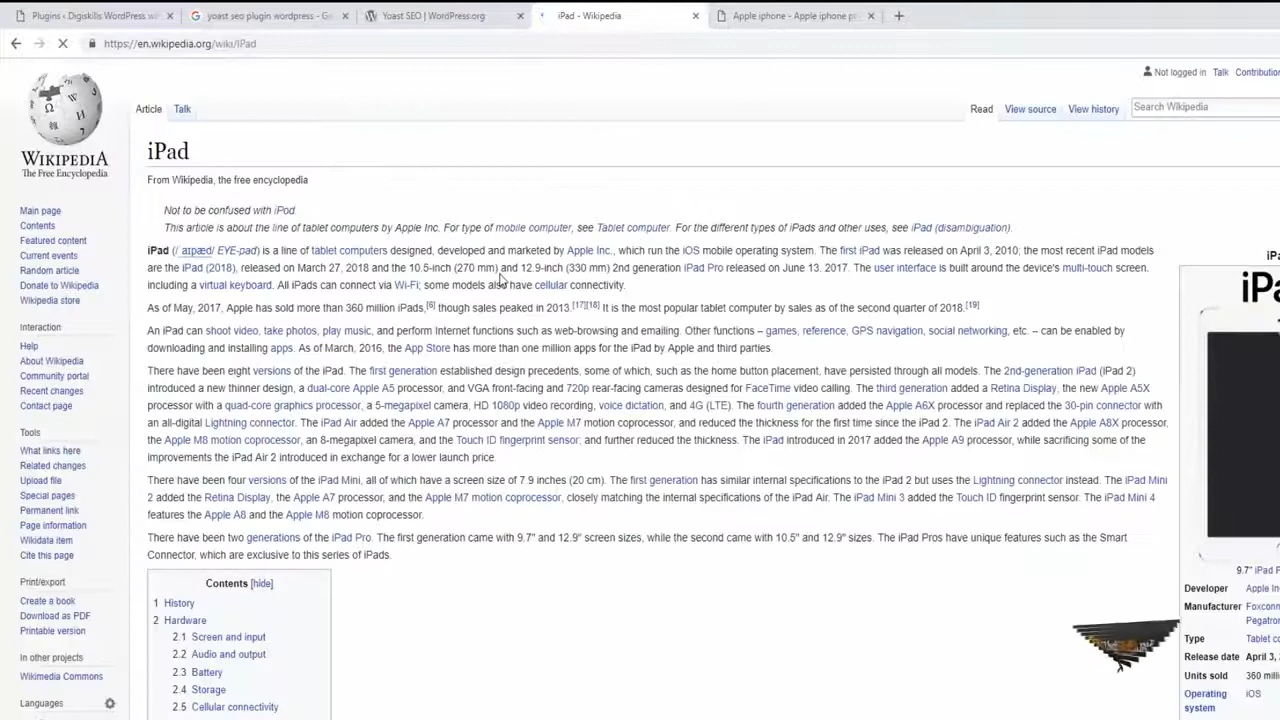 Plugins ‹ Digiskills WordPress wit
yoast seo plugin wordpress - Go
Yoast SEO | WordPress.org
iPad - Wikipedia
Apple iphone - Apple iphone pr
https://en.wikipedia.org/wiki/IPad
Not logged in Talk Contribution
Article Talk Read View source View history Search Wikipedia
WIKIPEDIA
The Free Encyclopedia
iPad
From Wikipedia, the free encyclopedia
Not to be confused with iPod.
This article is about the line of tablet computers by Apple Inc. For type of mobile computer, see Tablet computer. For the different types of iPads and other uses, see iPad (disambiguation).
iPad (/ˈaɪpæd/ EYE-pad) is a line of tablet computers designed, developed and marketed by Apple Inc., which run the iOS mobile operating system. The first iPad was released on April 3, 2010; the most recent iPad models
are the iPad (2018), released on March 27, 2018 and the 10.5-inch (270 mm) and 12.9-inch (330 mm) 2nd generation iPad Pro released on June 13. 2017. The user interface is built around the device's multi-touch screen.
including a virtual keyboard. All iPads can connect via Wi-Fi; some models also have cellular connectivity.
As of May, 2017, Apple has sold more than 360 million iPads,[6] though sales peaked in 2013.[17][18] It is the most popular tablet computer by sales as of the second quarter of 2018.[19]
An iPad can shoot video, take photos, play music, and perform Internet functions such as web-browsing and emailing. Other functions – games, reference, GPS navigation, social networking, etc. – can be enabled by
downloading and installing apps. As of March, 2016, the App Store has more than one million apps for the iPad by Apple and third parties.
There have been eight versions of the iPad. The first generation established design precedents, some of which, such as the home button placement, have persisted through all models. The 2nd-generation iPad (iPad 2)
introduced a new thinner design, a dual-core Apple A5 processor, and VGA front-facing and 720p rear-facing cameras designed for FaceTime video calling. The third generation added a Retina Display, the new Apple A5X
processor with a quad-core graphics processor, a 5-megapixel camera, HD 1080p video recording, voice dictation, and 4G (LTE). The fourth generation added the Apple A6X processor and replaced the 30-pin connector with
an all-digital Lightning connector. The iPad Air added the Apple A7 processor and the Apple M7 motion coprocessor, and reduced the thickness for the first time since the iPad 2. The iPad Air 2 added the Apple A8X processor.
the Apple M8 motion coprocessor, an 8-megapixel camera, and the Touch ID fingerprint sensor; and further reduced the thickness. The iPad introduced in 2017 added the Apple A9 processor, while sacrificing some of the
improvements the iPad Air 2 introduced in exchange for a lower launch price.
There have been four versions of the iPad Mini, all of which have a screen size of 7.9 inches (20 cm). The first generation has similar internal specifications to the iPad 2 but uses the Lightning connector instead. The iPad Mini
2 added the Retina Display, the Apple A7 processor, and the Apple M7 motion coprocessor, closely matching the internal specifications of the iPad Air. The iPad Mini 3 added the Touch ID fingerprint sensor. The iPad Mini 4
features the Apple A8 and the Apple M8 motion coprocessor.
There have been two generations of the iPad Pro. The first generation came with 9.7" and 12.9" screen sizes, while the second came with 10.5" and 12.9" sizes. The iPad Pros have unique features such as the Smart
Connector, which are exclusive to this series of iPads.
Contents [hide]
1 History
2 Hardware
2.1 Screen and input
2.2 Audio and output
2.3 Battery
2.4 Storage
2.5 Cellular connectivity
Main page
Contents
Featured content
Current events
Random article
Donate to Wikipedia
Wikipedia store
Interaction
Help
About Wikipedia
Community portal
Recent changes
Contact page
Tools
What links here
Related changes
Upload file
Special pages
Permanent link
Page information
Wikidata item
Cite this page
Print/export
Create a book
Download as PDF
Printable version
In other projects
Wikimedia Commons
Languages
iPa
iPa
9.7" iPad P
Developer Apple In
Manufacturer Foxconn
Pegatro
Type Tablet co
Release date April 3,
Units sold 360 milli
Operating iOS
system